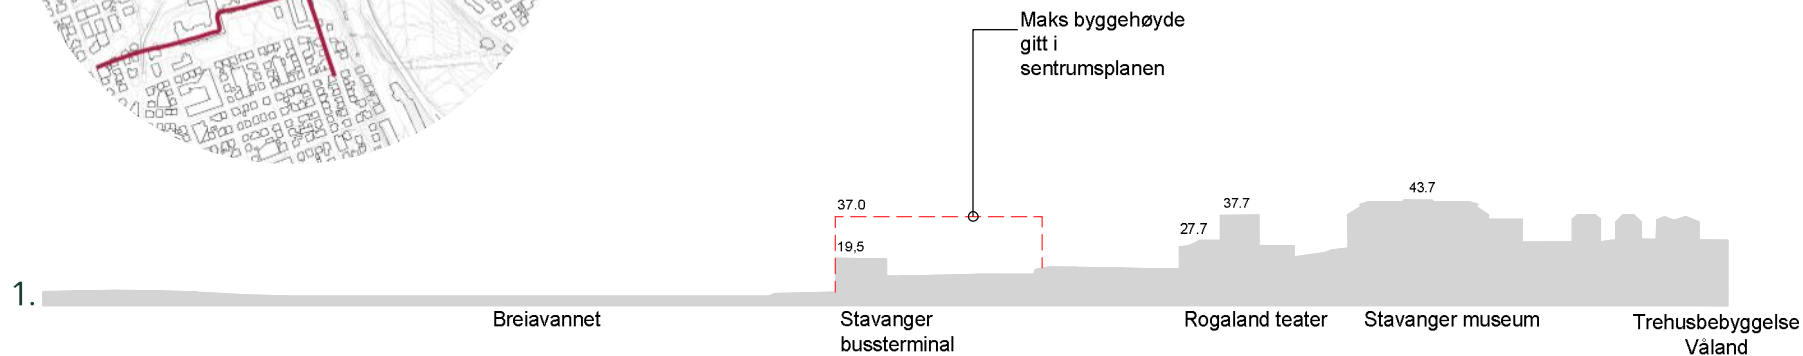 Maks byggehøyde
gitt i
sentrumsplanen
37.0
19,5
27.7
37.7
43.7
1.
Breiavannet
Stavanger
bussterminal
Rogaland teater
Stavanger museum
Trehusbebyggelse
Våland